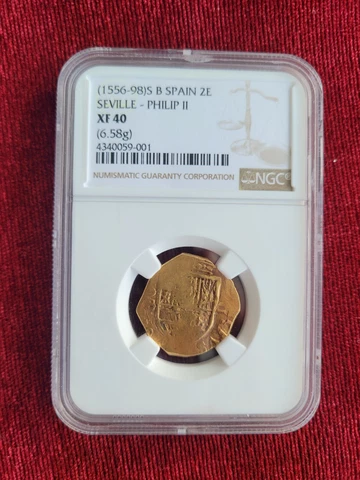 (1556-98)S B SPAIN 2E
SEVILLE - PHILIP II
XF 40
(6.58g)
4340059-001
NUMISMATIC GUARANTY CORPORATION
NGC